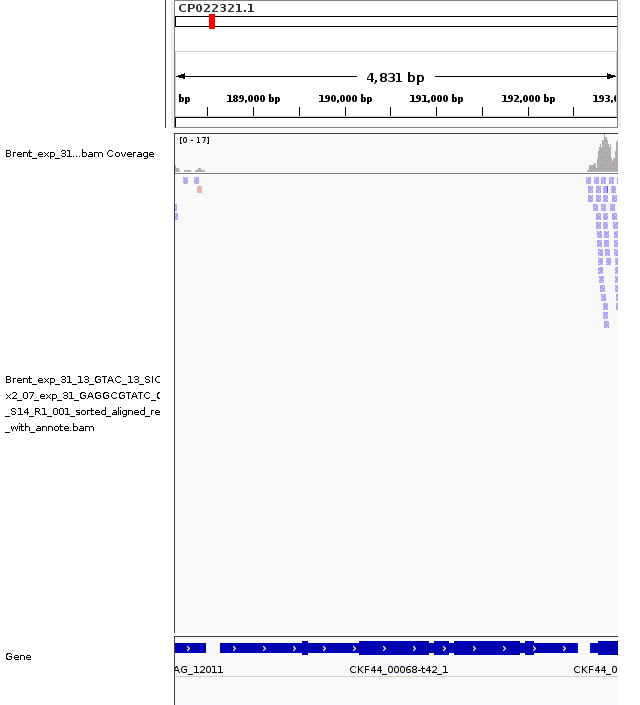 CP022321.1
4,831 bp
bp 189,000 bp 190,000 bp 191,000 bp 192,000 bp 193,0
[0 - 17]
Brent_exp_31...bam Coverage
Brent_exp_31_13_GTAC_13_SIC
x2_07_exp_31_GAGGCGTATC_
_S14_R1_001_sorted_aligned_re
_with_annote.bam
Gene
AG_12011 CKF44_00068-t42_1 CKF44_0